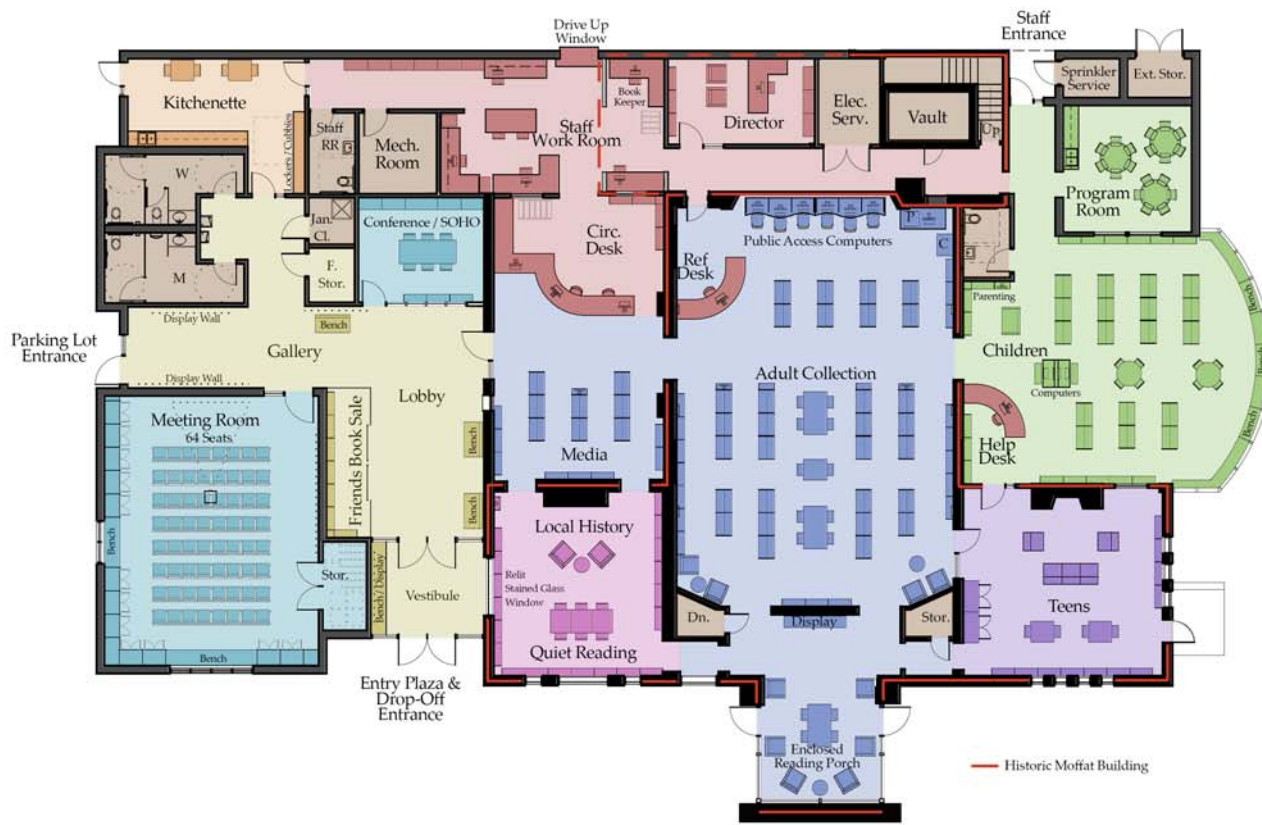 Drive Up
Window
Staff
Entrance
Kitchenette
Lockers / Cubbies
Staff
RR
Mech.
Room
Staff
Work Room
Book
Keeper
Director
Elec.
Serv.
Vault
Up
Sprinkler
Service
Ext. Stor.
Program
Room
W
M
Jan.
Cl.
F.
Stor.
Conference / SOHO
Circ.
Desk
Ref
Desk
Public Access Computers
P
C
Parenting
Children
Computers
Bench
Bench
Bench
Bench
Help
Desk
Parking Lot
Entrance
Display Wall
Gallery
Display Wall
Bench
Lobby
Friends Book Sale
Bench
Bench
Meeting Room
64 Seats
Bench
Bench
Stor.
Bench / Display
Vestibule
Entry Plaza &
Drop-Off
Entrance
Media
Adult Collection
Local History
Relit
Stained Glass
Window
Quiet Reading
Dn.
Display
Stor.
Teens
Enclosed
Reading Porch
Historic Moffat Building